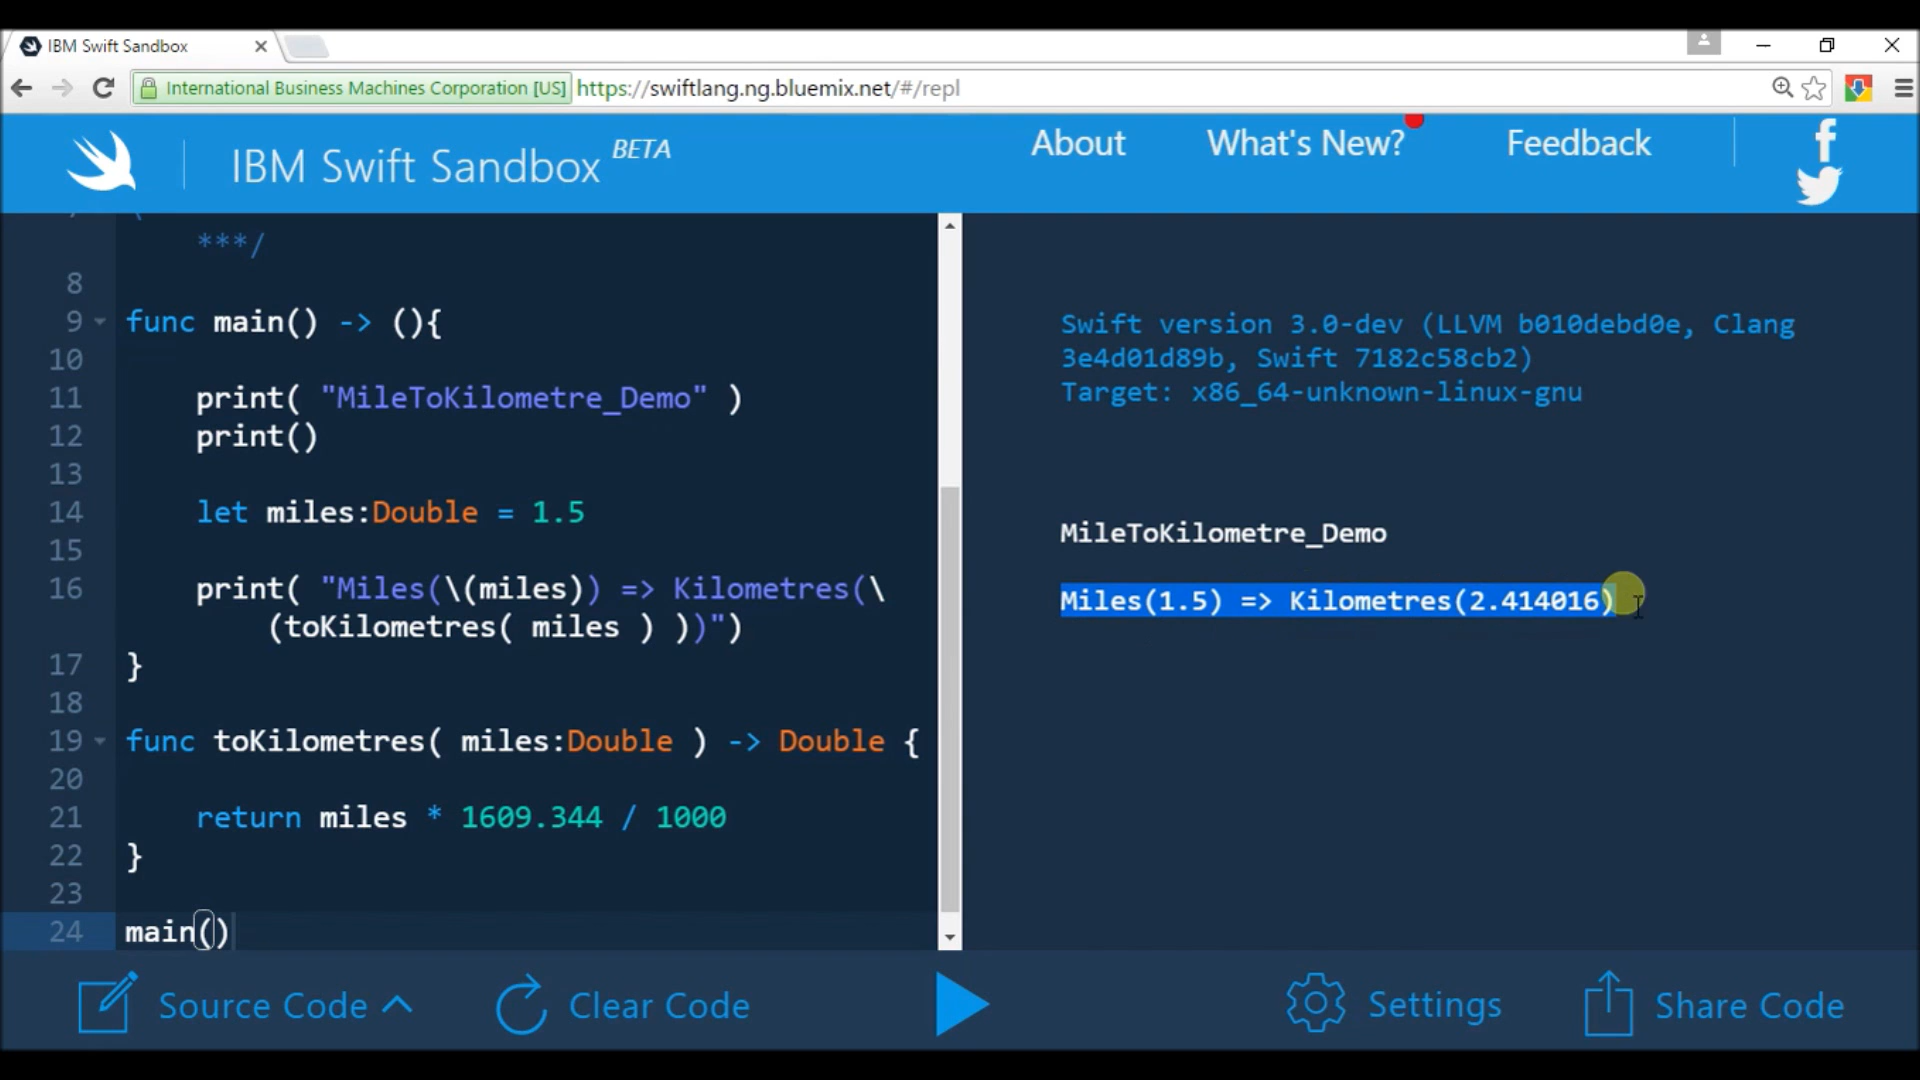 IBM Swift Sandbox
International Business Machines Corporation [US] https://swiftlang.ng.bluemix.net/#/repl
IBM Swift Sandbox BETA
About What's New? Feedback
***/
8
9 func main() -> (){
10
11 print( "MileToKilometre_Demo" )
12 print()
13
14 let miles:Double = 1.5
15
16 print( "Miles(\(miles)) => Kilometres(\
(toKilometres( miles ) ))")
17 }
18
19 func toKilometres( miles:Double ) -> Double {
20
21 return miles * 1609.344 / 1000
22 }
23
24 main()
Swift version 3.0-dev (LLVM b010debd0e, Clang
3e4d01d89b, Swift 7182c58cb2)
Target: x86_64-unknown-linux-gnu
MileToKilometre_Demo
Miles(1.5) => Kilometres(2.414016)
Source Code Clear Code Settings Share Code